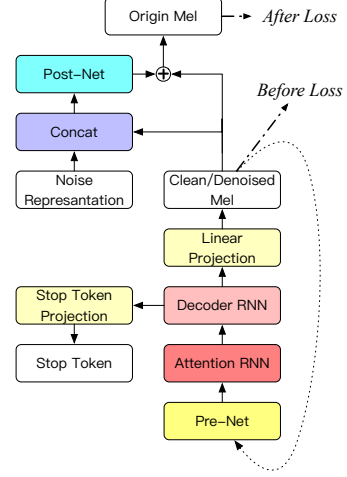 Origin Mel
After Loss
Post-Net
Before Loss
Concat
Noise
Represantation
Clean/Denoised
Mel
Linear
Projection
Stop Token
Projection
Decoder RNN
Stop Token
Attention RNN
Pre-Net